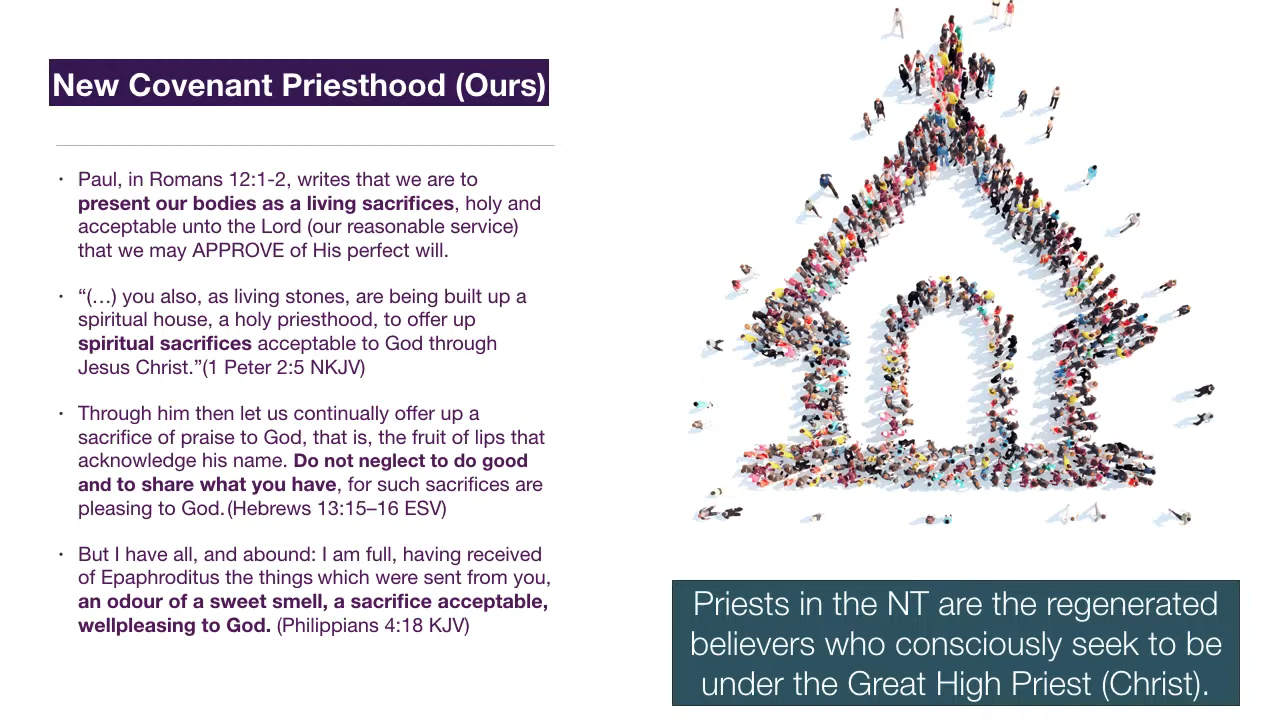 New Covenant Priesthood (Ours)
· Paul, in Romans 12:1-2, writes that we are to
present our bodies as a living sacrifices, holy and
acceptable unto the Lord (our reasonable service)
that we may APPROVE of His perfect will.
· “(…) you also, as living stones, are being built up a
spiritual house, a holy priesthood, to offer up
spiritual sacrifices acceptable to God through
Jesus Christ.”(1 Peter 2:5 NKJV)
· Through him then let us continually offer up a
sacrifice of praise to God, that is, the fruit of lips that
acknowledge his name. Do not neglect to do good
and to share what you have, for such sacrifices are
pleasing to God. (Hebrews 13:15–16 ESV)
· But I have all, and abound: I am full, having received
of Epaphroditus the things which were sent from you,
an odour of a sweet smell, a sacrifice acceptable,
wellpleasing to God. (Philippians 4:18 KJV)
Priests in the NT are the regenerated
believers who consciously seek to be
under the Great High Priest (Christ).